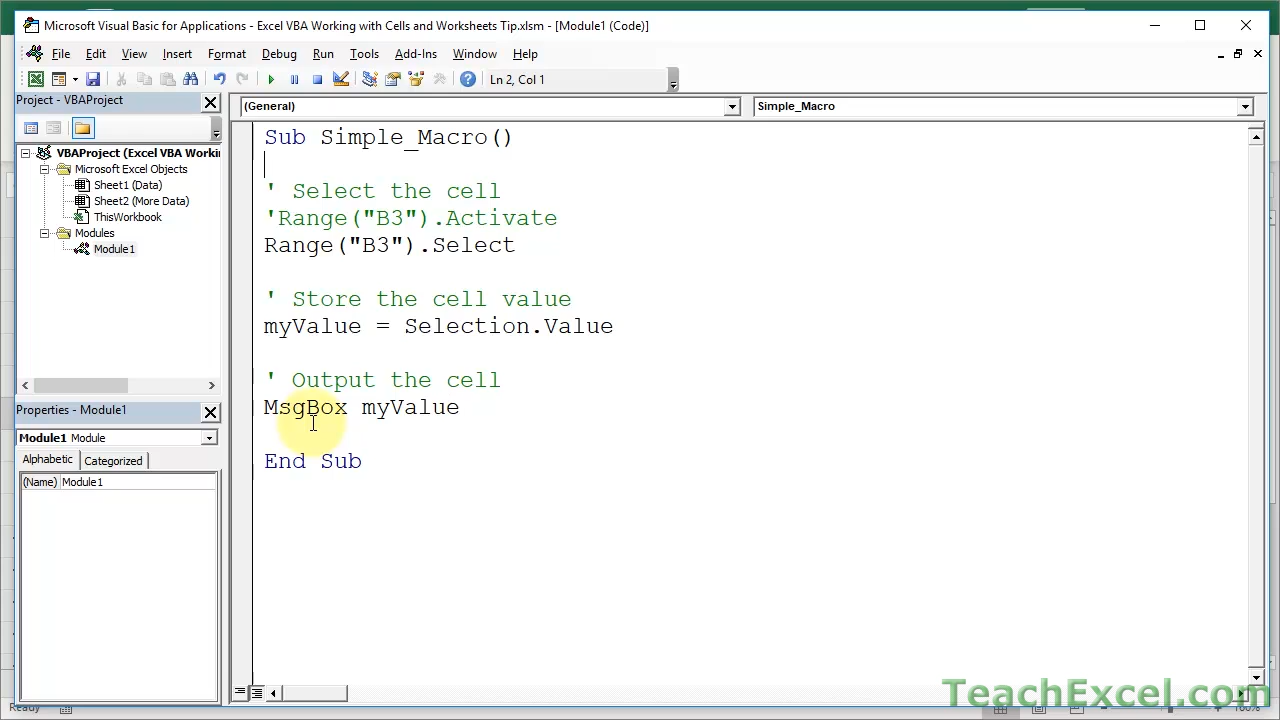 Microsoft Visual Basic for Applications - Excel VBA Working with Cells and Worksheets Tip.xlsm - [Module1 (Code)]
File Edit View Insert Format Debug Run Tools Add-Ins Window Help
Ln 2, Col 1
Project - VBAProject
(General)
Simple_Macro
VBAProject (Excel VBA Worki
Microsoft Excel Objects
Sheet1 (Data)
Sheet2 (More Data)
ThisWorkbook
Modules
Module1
Sub Simple_Macro()
' Select the cell
'Range("B3").Activate
Range("B3").Select
' Store the cell value
myValue = Selection.Value
' Output the cell
MsgBox myValue
End Sub
Properties - Module1
Module1 Module
Alphabetic Categorized
(Name) Module1
TeachExcel.com
Ready
100%